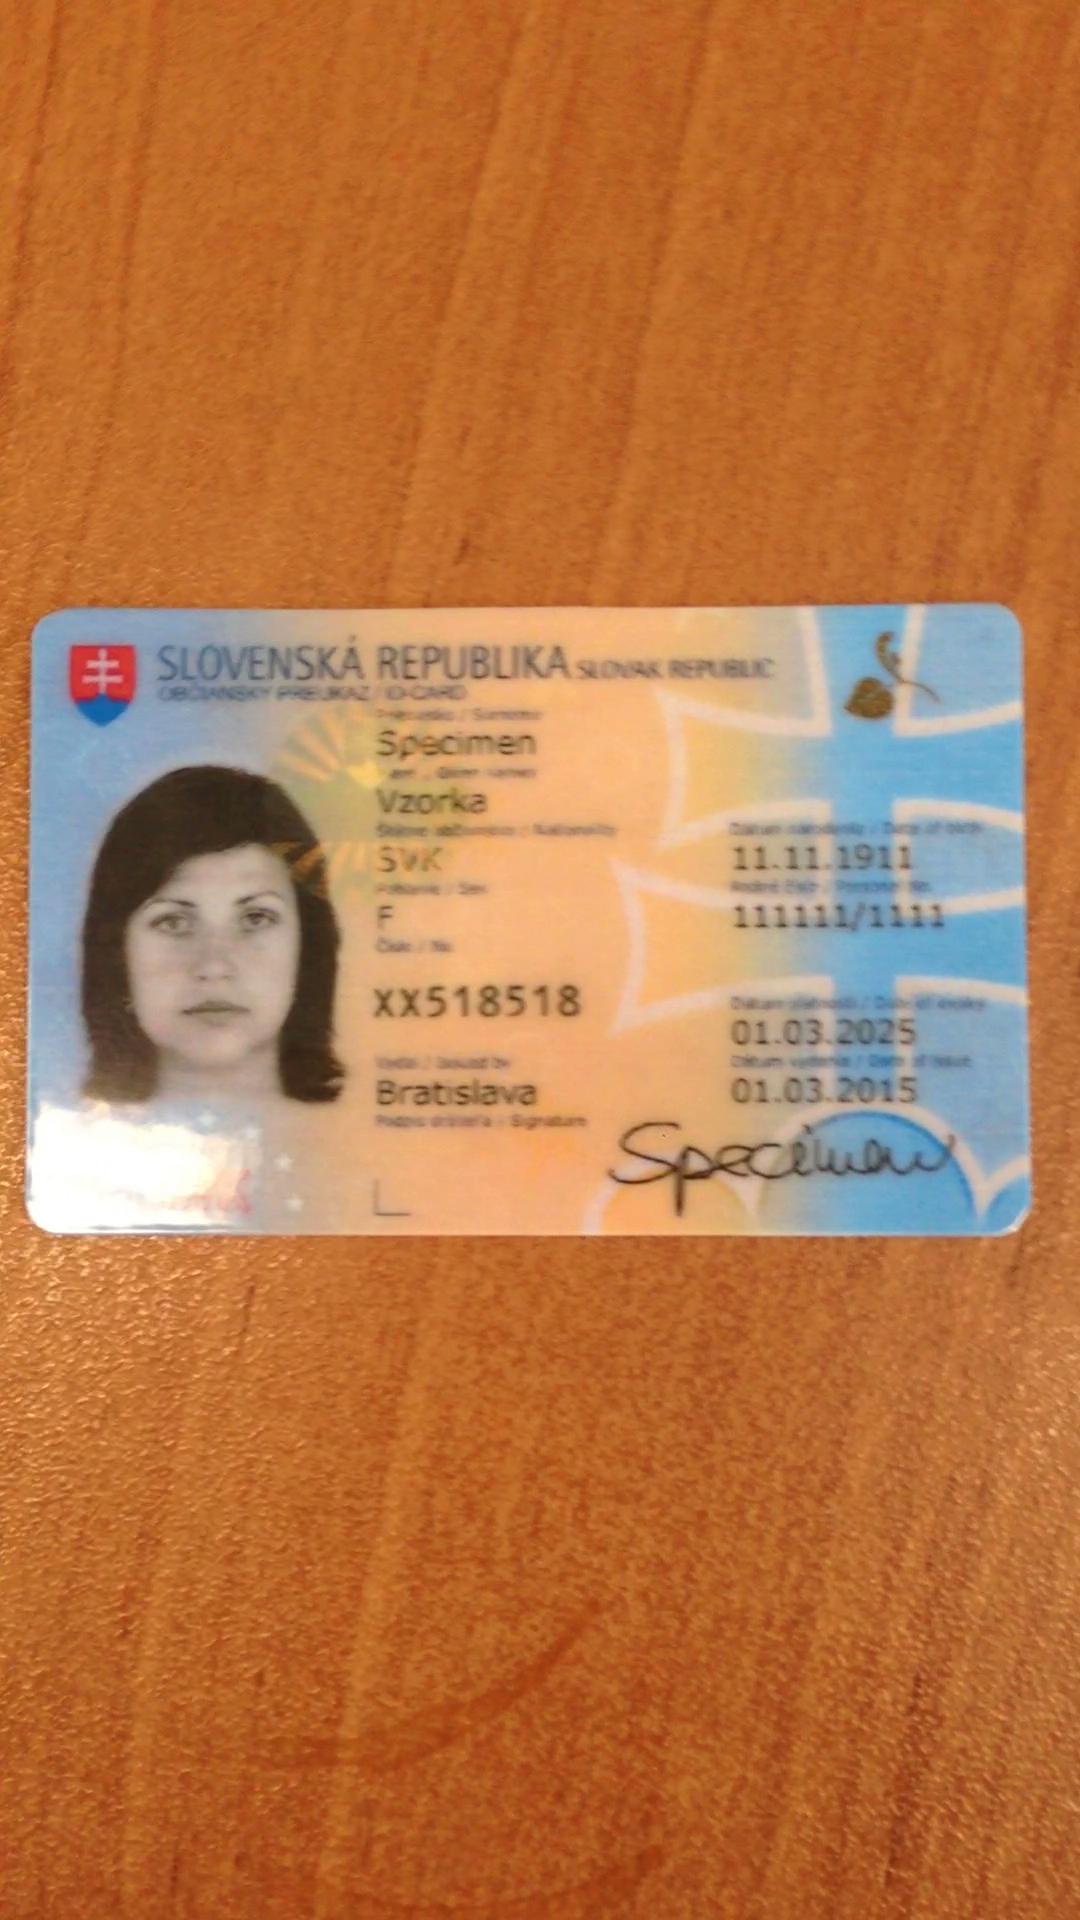 SLOVENSKÁ REPUBLIKA SLOVAK REPUBLIC
OBČIANSKY PREUKAZ / ID-CARD
Priezvisko / Surname
Specimen
Given names
Vzorka
Štátne občianstvo / Nationality
SVK
Pohlavie / Sex
F
Číslo / No
XX518518
Vydal / Issued by
Bratislava
Podpis držiteľa / Signature
Dátum narodenia / Date of birth
11.11.1911
Rodné číslo / Personal No.
111111/1111
Dátum platnosti / Date of expiry
01.03.2025
Dátum vydania / Date of issue
01.03.2015
Specimen